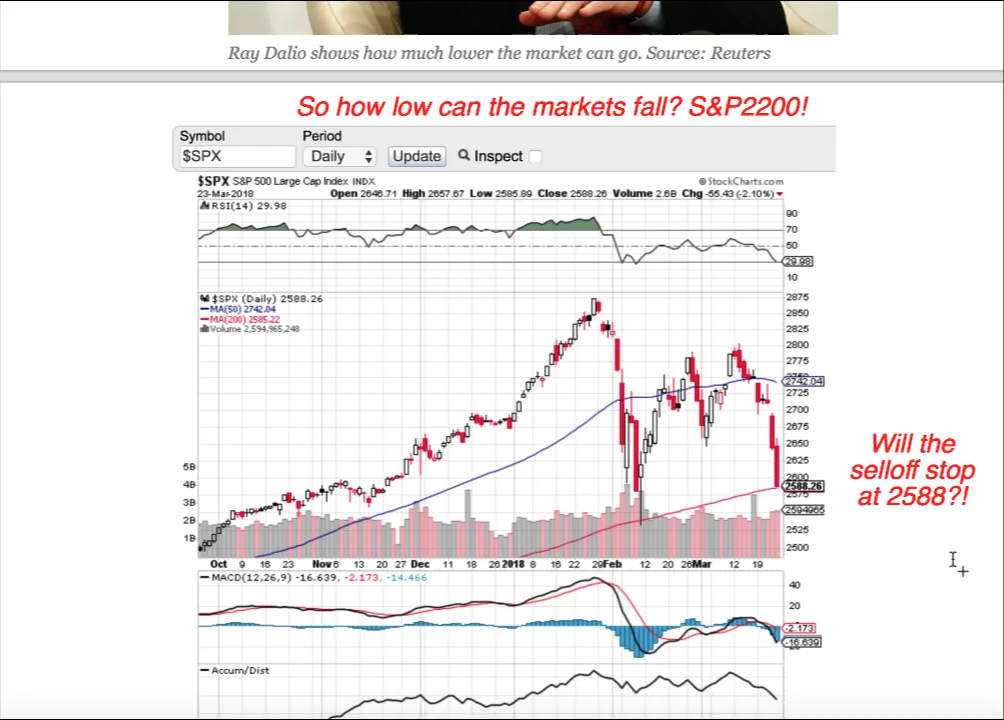 Ray Dalio shows how much lower the market can go. Source: Reuters
So how low can the markets fall? S&P2200!
Symbol Period
$SPX Daily Update Inspect
$SPX S&P 500 Large Cap Index INDX @StockCharts.com
23-Mar-2018 Open 2646.71 High 2657.67 Low 2585.89 Close 2588.26 Volume 2.6B Chg -55.43 (-2.10%)
RSI(14) 29.98
90
70
50
29.98
10
$SPX (Daily) 2588.26
MA(50) 2742.04
MA(200) 2585.22
Volume 2,594,965,248
2875
2850
2825
2800
2775
2742.04
2725
2700
2675
2650
2625
2600
2588.26
2575
2594965
2525
2500
5B
4B
3B
2B
1B
Will the
selloff stop
at 2588?!
Oct 9 16 23 Nov 6 13 20 27 Dec 11 18 26 2018 8 16 22 29 Feb 12 20 26 Mar 12 19
MACD(12,26,9) -16.639, -2.173, -14.466
40
20
-2.173
-16.639
Accum/Dist